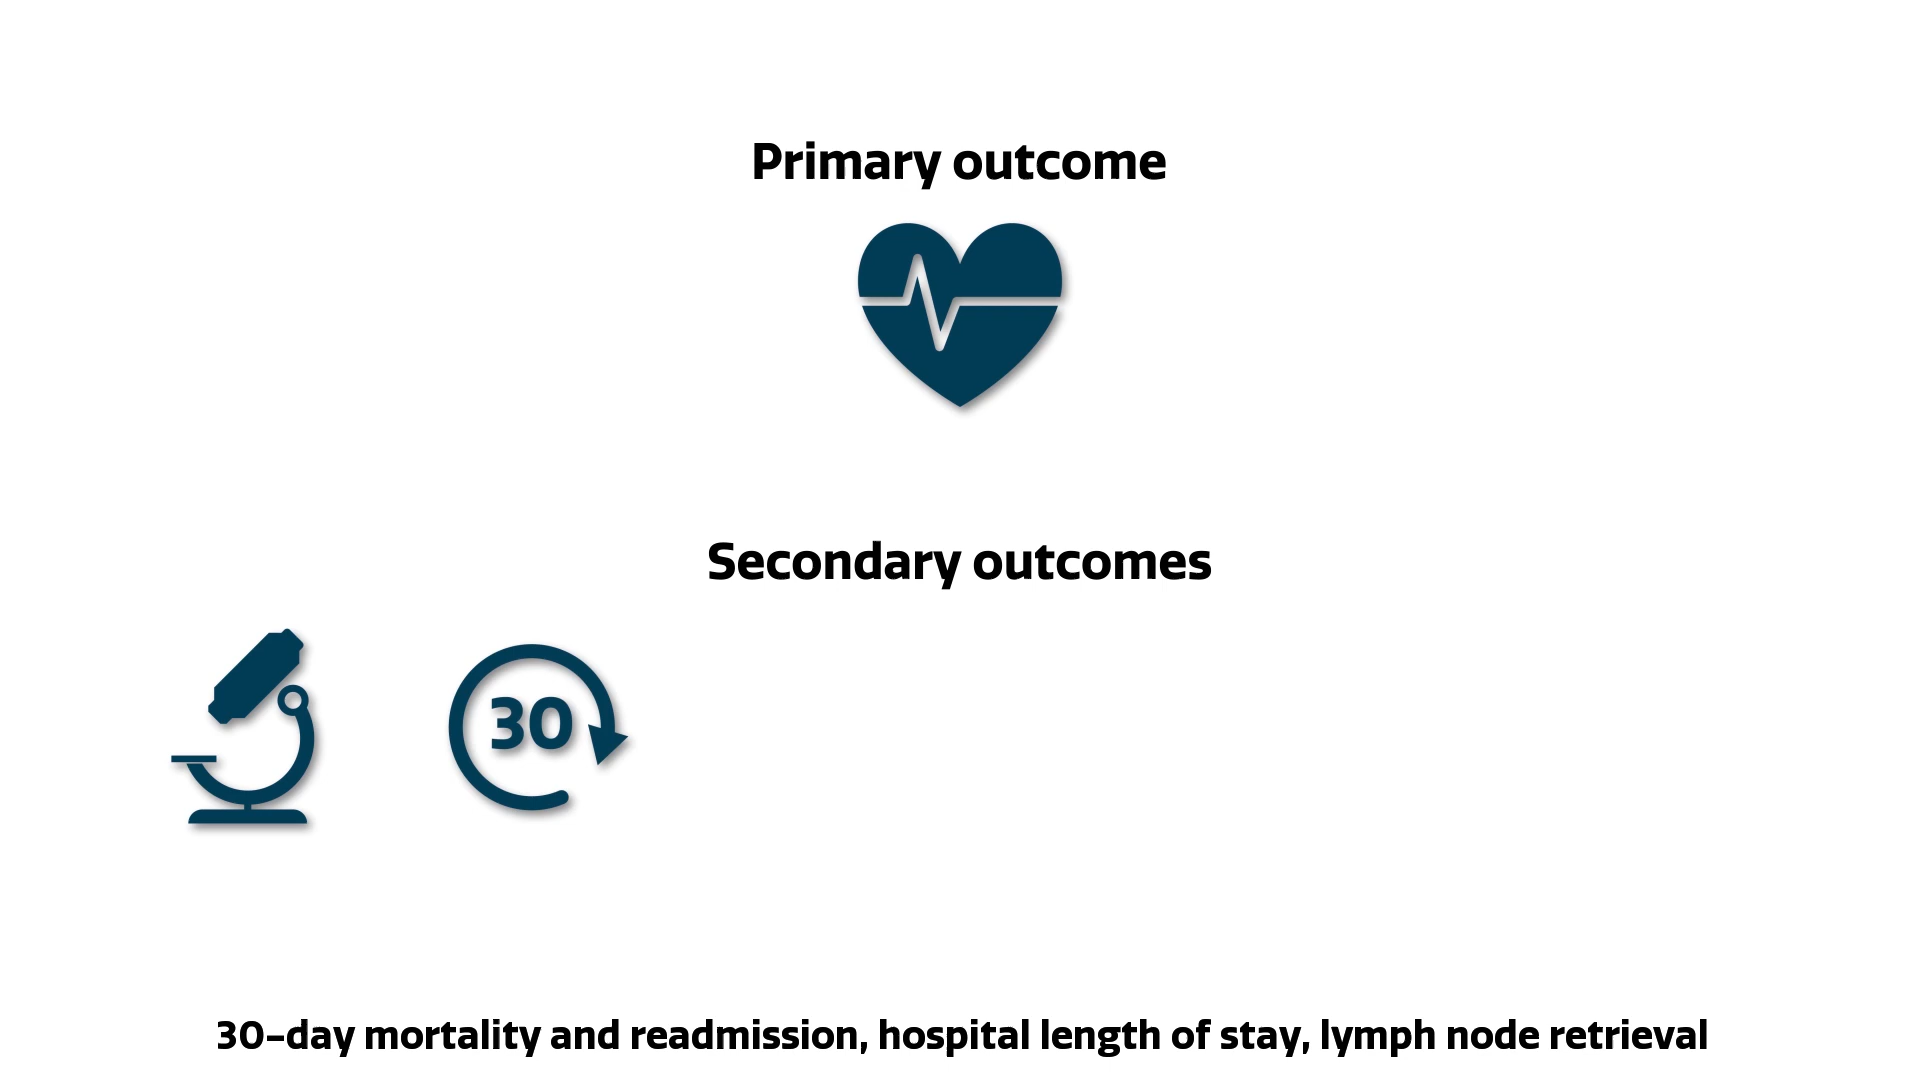 Primary outcome
Secondary outcomes
30
30-day mortality and readmission, hospital length of stay, lymph node retrieval